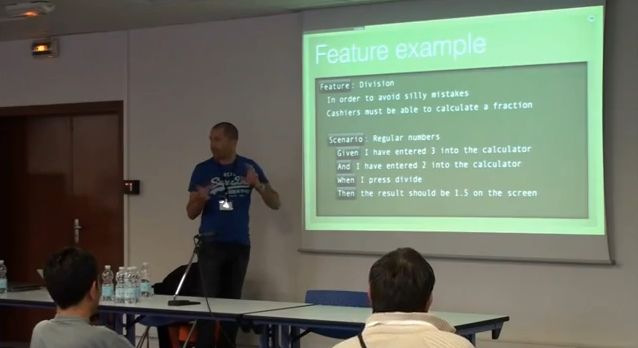 Feature example
Feature: Division
In order to avoid silly mistakes
Cashiers must be able to calculate a fraction
Scenario: Regular numbers
Given I have entered 3 into the calculator
And I have entered 2 into the calculator
When I press divide
Then the result should be 1.5 on the screen